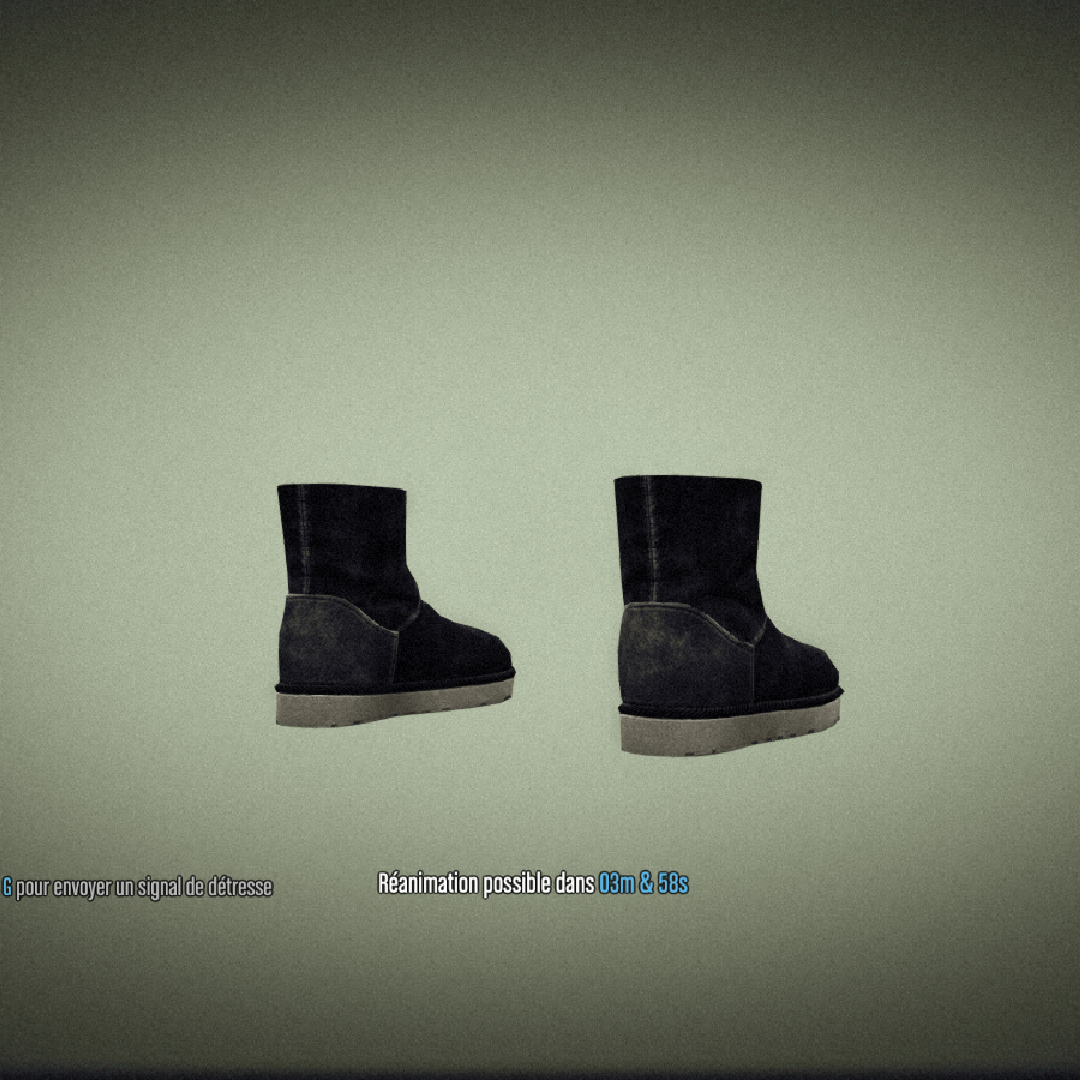 G pour envoyer un signal de détresse
Réanimation possible dans 03m & 58s